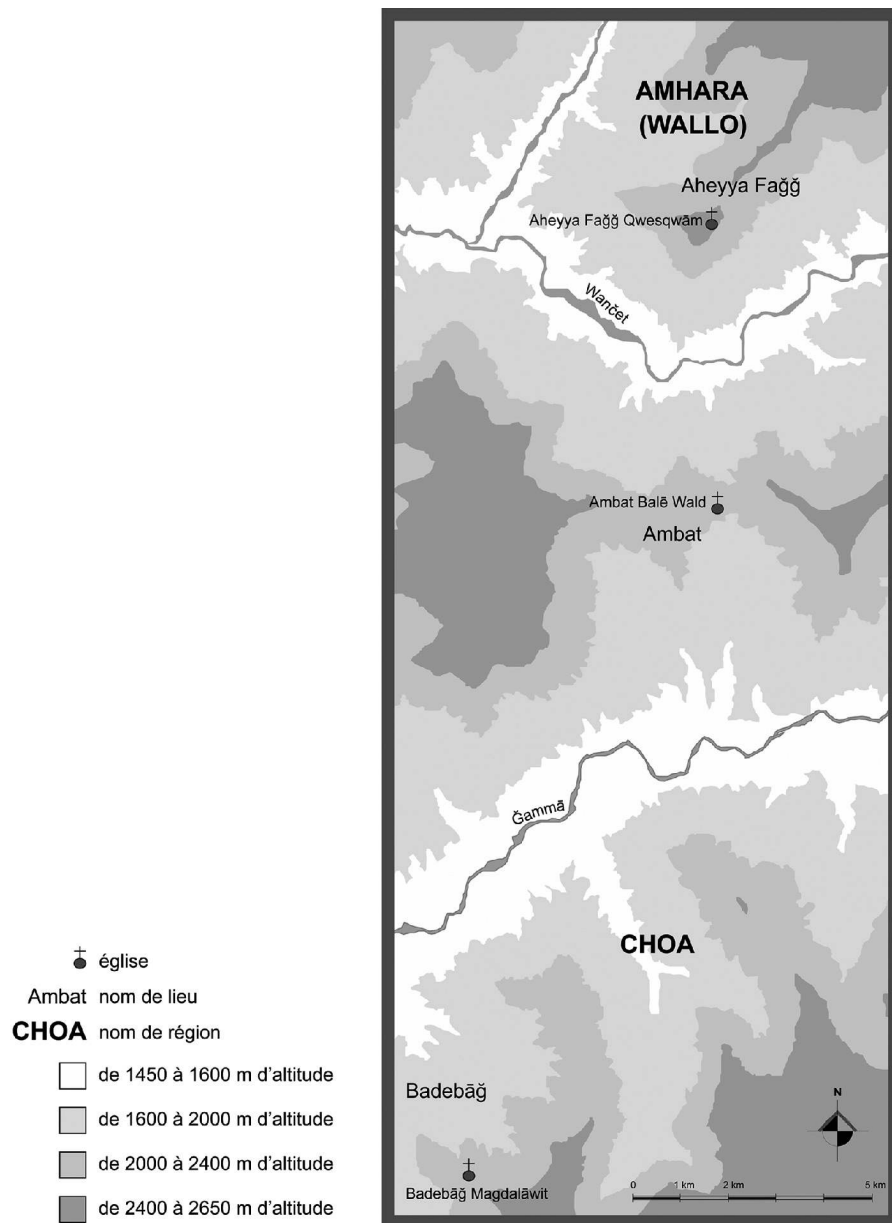 AMHARA
(WALLO)
Aheyya Fağğ
Aheyya Fağğ Qwesqwām
Wančet
Ambat Balē Wald
Ambat
Ğammā
CHOA
Badebāğ
Badebāğ Magdalāwit
N
0 1 km 2 km 5 km
église
Ambat nom de lieu
CHOA nom de région
de 1450 à 1600 m d'altitude
de 1600 à 2000 m d'altitude
de 2000 à 2400 m d'altitude
de 2400 à 2650 m d'altitude